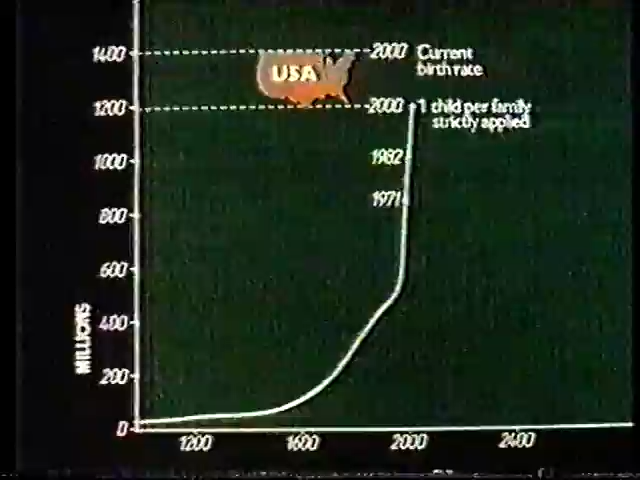 1400
2000 Current
birth rate
USA
1200
2000 1 child per family
strictly applied
1000
1982
1971
800
600
MILLIONS
400
200
0
1200 1600 2000 2400